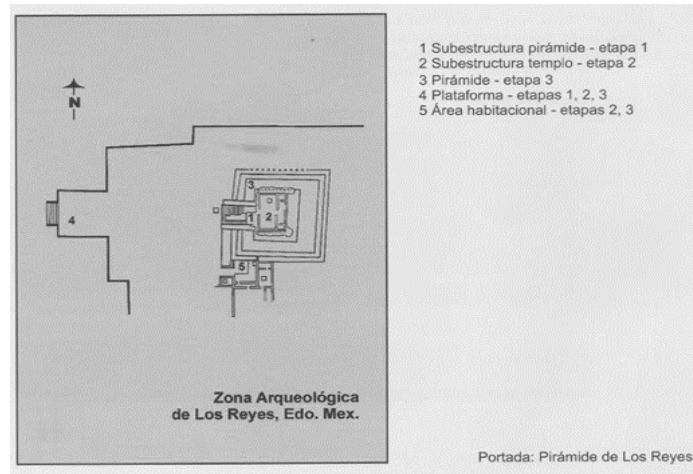 1 Subestructura pirámide - etapa 1
2 Subestructura templo - etapa 2
3 Pirámide - etapa 3
4 Plataforma - etapas 1, 2, 3
5 Área habitacional - etapas 2, 3
N
3
1
2
4
5
Zona Arqueológica
de Los Reyes, Edo. Mex.
Portada: Pirámide de Los Reyes